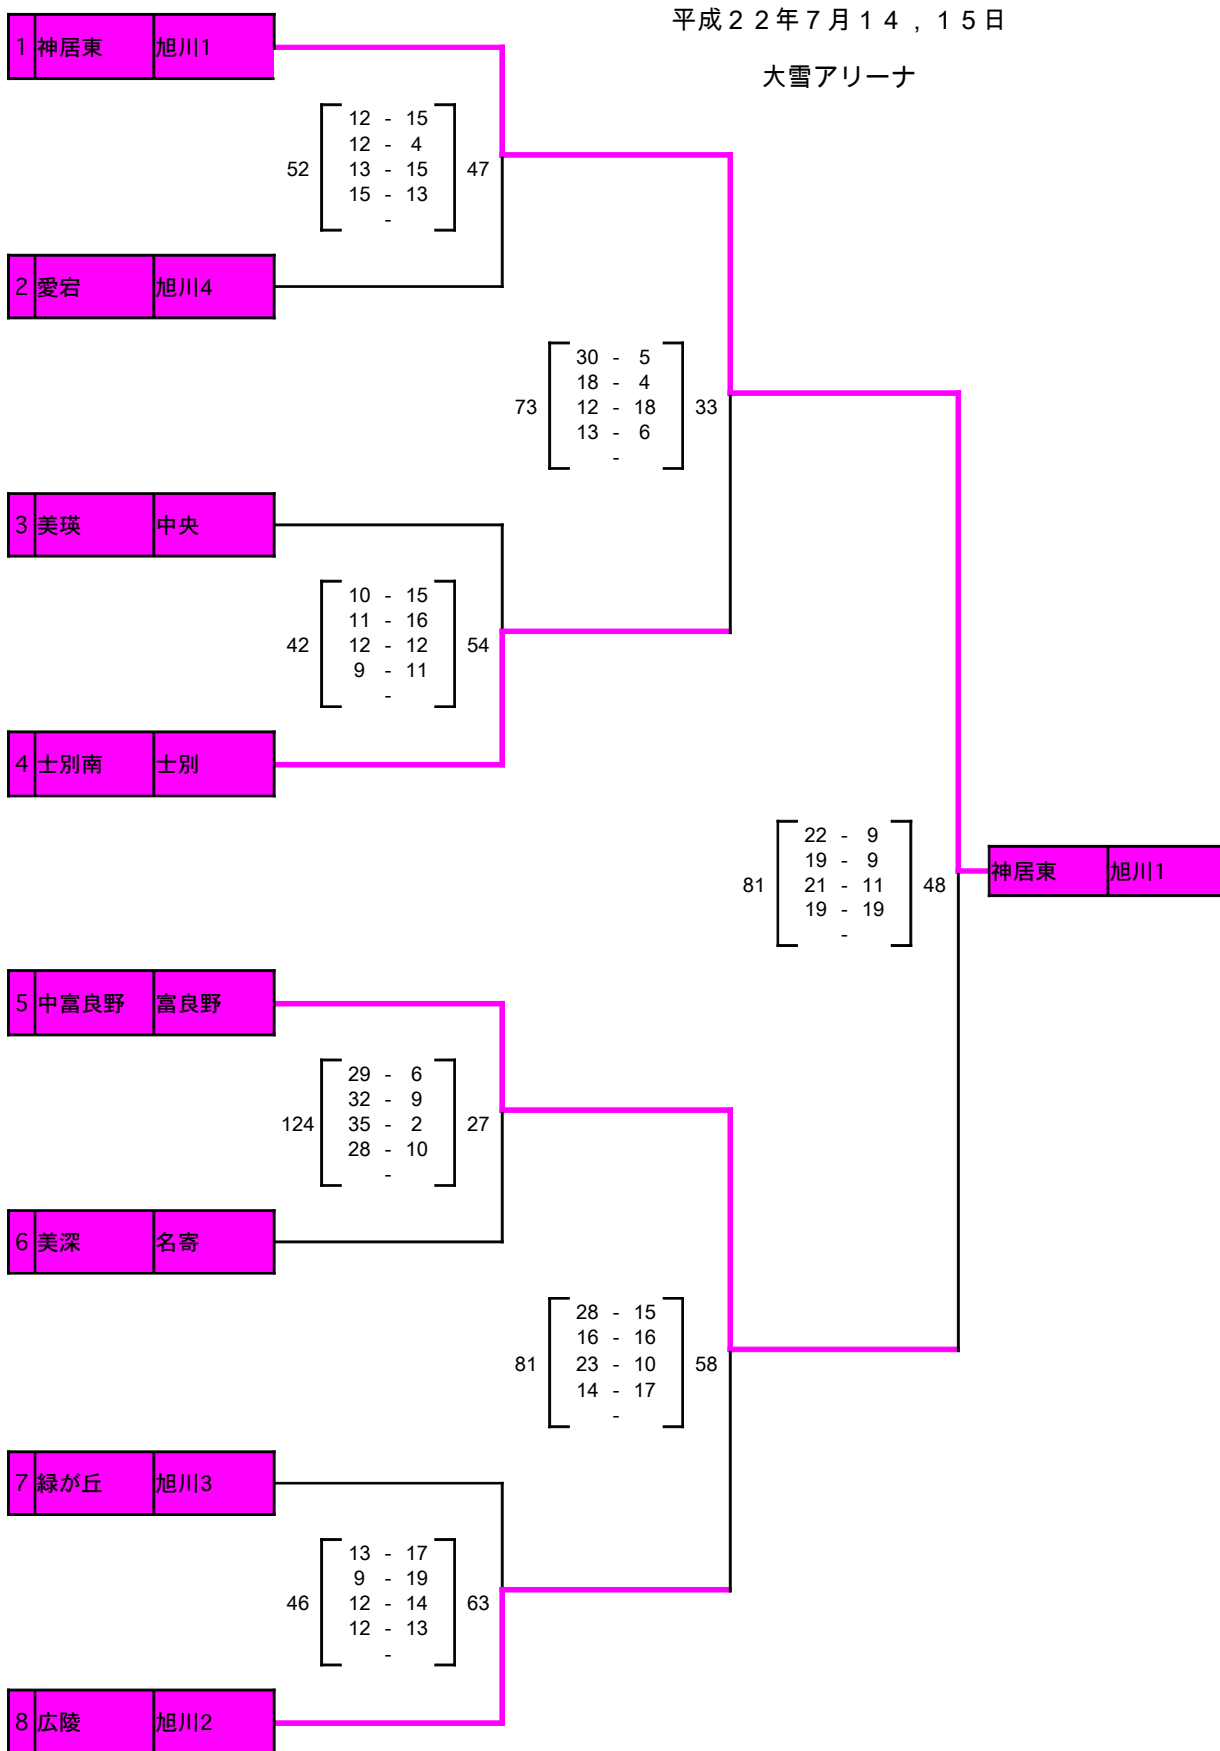 平成２２年７月１４，１５日
大雪アリーナ
1 神居東 旭川1
12 - 15
12 - 4
52 13 - 15 47
15 - 13
-
2 愛宕 旭川4
30 - 5
18 - 4
73 12 - 18 33
13 - 6
-
3 美瑛 中央
10 - 15
11 - 16
42 12 - 12 54
9 - 11
-
4 士別南 士別
22 - 9
19 - 9
81 21 - 11 48
19 - 19
-
神居東 旭川1
5 中富良野 富良野
29 - 6
32 - 9
124 35 - 2 27
28 - 10
-
6 美深 名寄
28 - 15
16 - 16
81 23 - 10 58
14 - 17
-
7 緑が丘 旭川3
13 - 17
9 - 19
46 12 - 14 63
12 - 13
-
8 広陵 旭川2